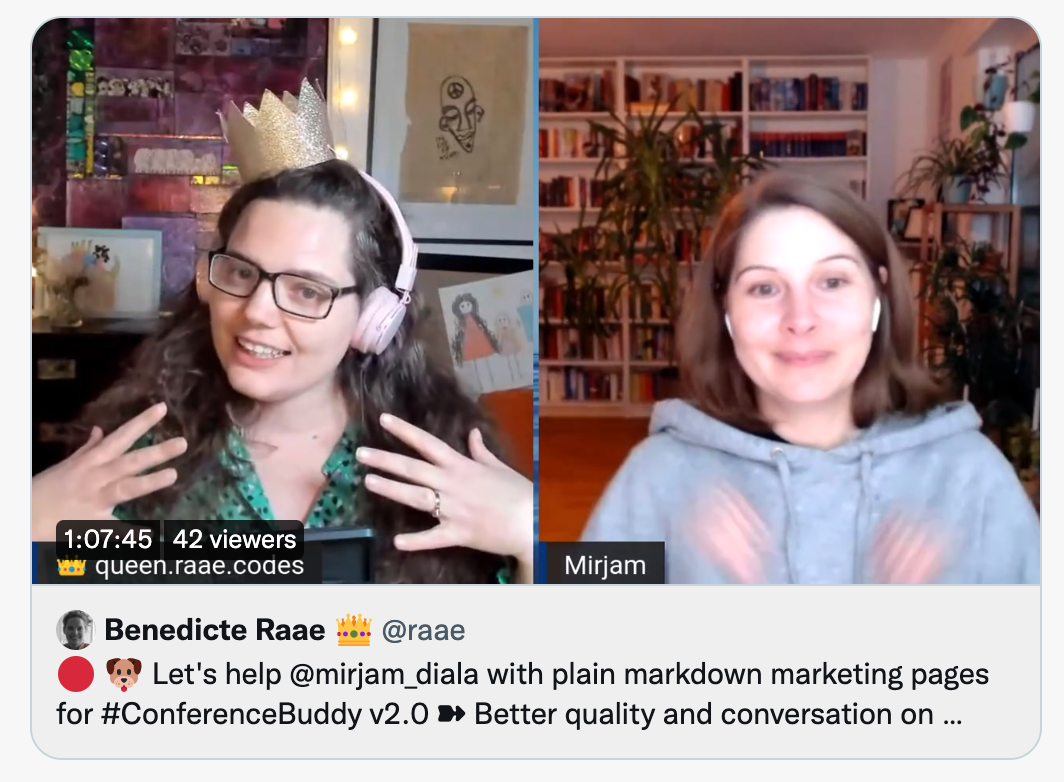 1:07:45 42 viewers
👑 queen.raae.codes
Mirjam
Benedicte Raae 👑 @raae
🔴 🐶 Let's help @mirjam_diala with plain markdown marketing pages
for #ConferenceBuddy v2.0 ➽ Better quality and conversation on ...